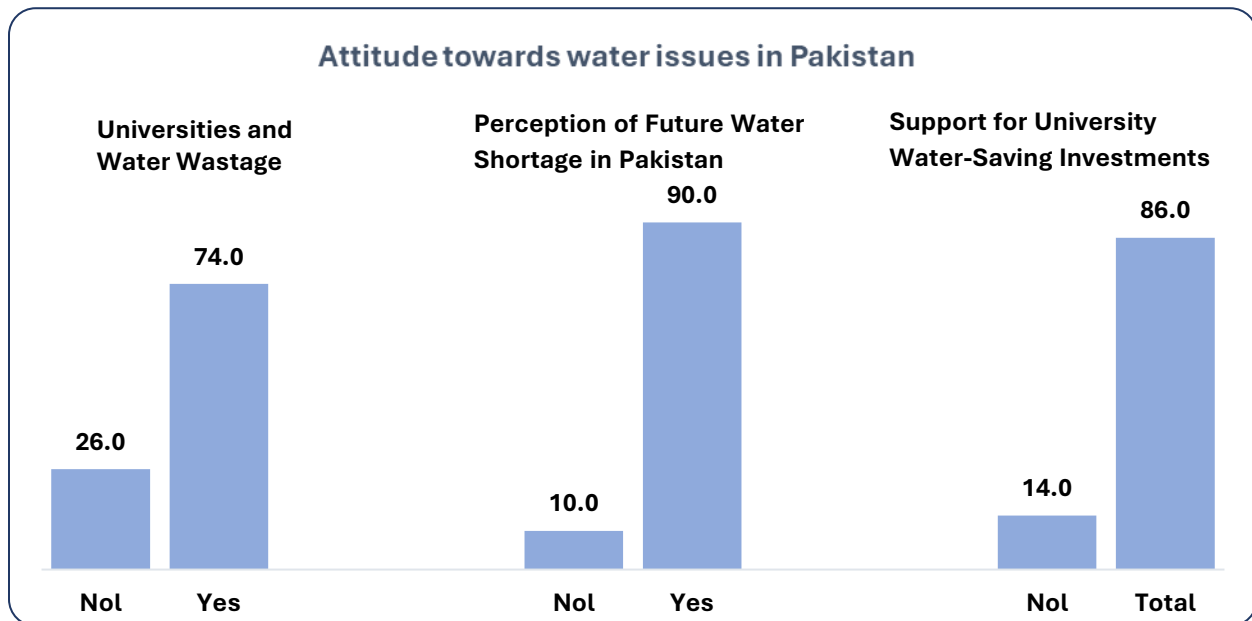 Attitude towards water issues in Pakistan
Universities and
Water Wastage
Perception of Future Water
Shortage in Pakistan
Support for University
Water-Saving Investments
26.0
74.0
10.0
90.0
14.0
86.0
Nol
Yes
Nol
Yes
Nol
Total